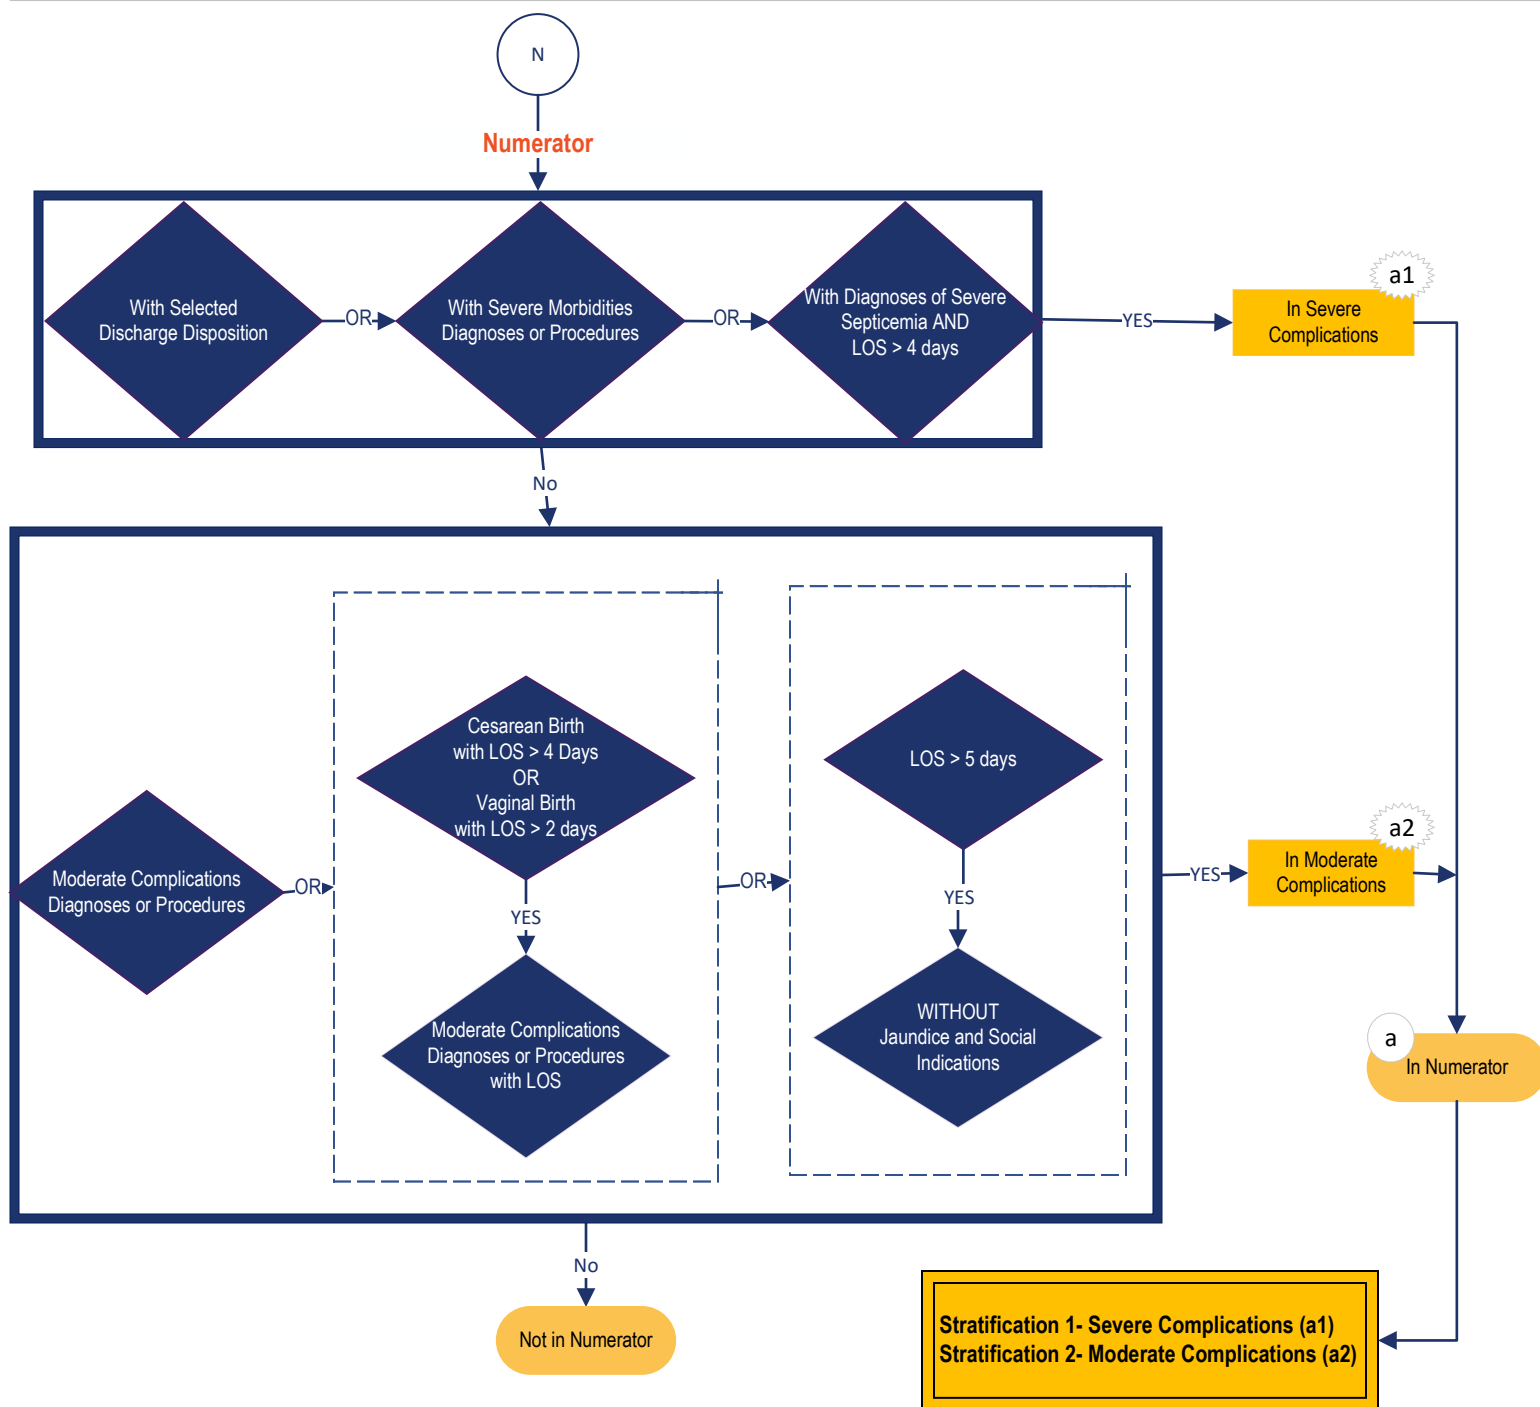 N
Numerator
With Selected
Discharge Disposition
OR
With Severe Morbidities
Diagnoses or Procedures
OR
With Diagnoses of Severe
Septicemia AND
LOS > 4 days
YES
a1
In Severe
Complications
No
Moderate Complications
Diagnoses or Procedures
OR
Cesarean Birth
with LOS > 4 Days
OR
Vaginal Birth
with LOS > 2 days
YES
Moderate Complications
Diagnoses or Procedures
with LOS
OR
LOS > 5 days
YES
WITHOUT
Jaundice and Social
Indications
YES
a2
In Moderate
Complications
a
In Numerator
No
Not in Numerator
Stratification 1- Severe Complications (a1)
Stratification 2- Moderate Complications (a2)